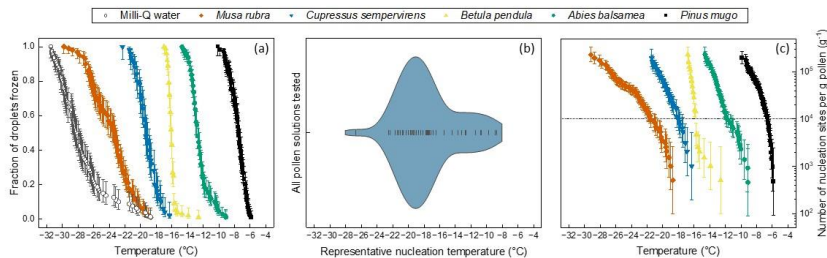 Milli-Q water Musa rubra Cupressus sempervirens Betula pendula Abies balsamea Pinus mugo
(a)
Fraction of droplets frozen
1.0
0.8
0.6
0.4
0.2
0.0
−32 −30 −28 −26 −24 −22 −20 −18 −16 −14 −12 −10 −8 −6 −4
Temperature (°C)
(b)
All pollen solutions tested
−32 −28 −26 −24 −22 −20 −18 −16 −14 −12 −10 −8 −6 −4
Representative nucleation temperature (°C)
(c)
−32 −30 −28 −26 −24 −22 −20 −18 −16 −14 −12 −10 −8 −6 −4
Temperature (°C)
10⁵
10⁴
10³
10²
Number of nucleation sites per g pollen (g⁻¹)